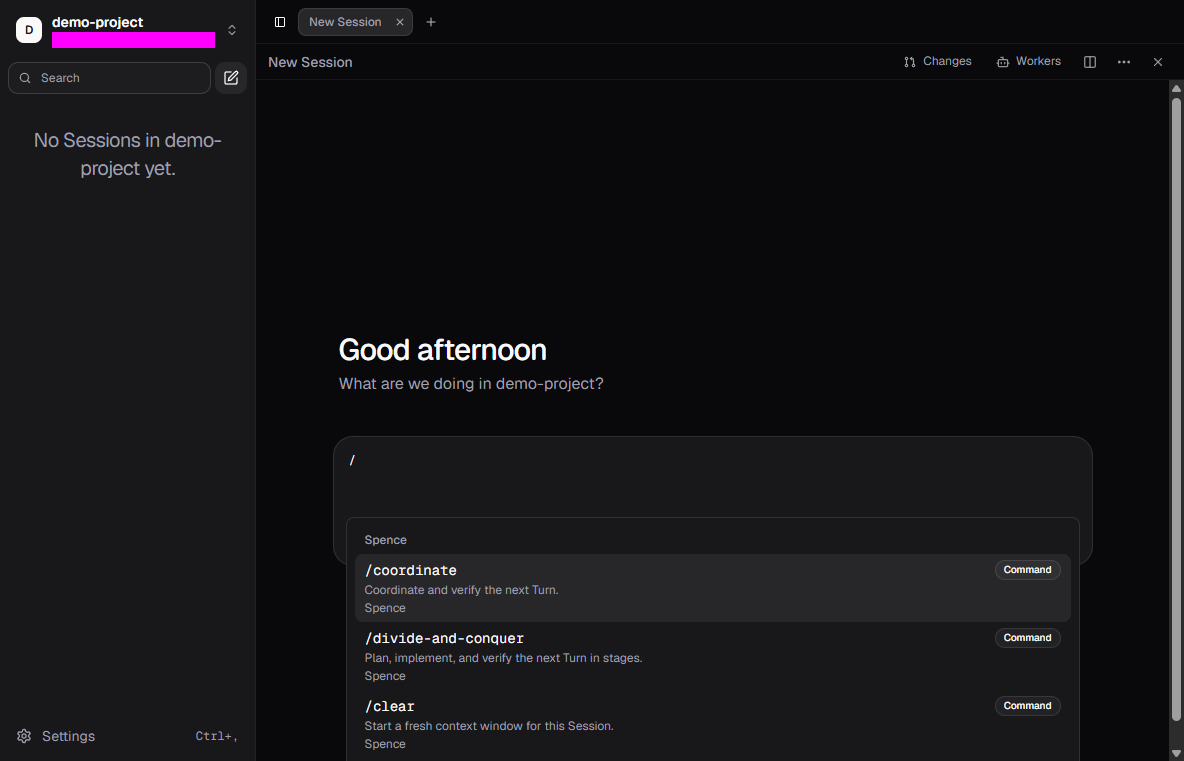 D
demo-project
Search
No Sessions in demo-
project yet.
Settings
Ctrl+,
New Session
New Session
Changes
Workers
Good afternoon
What are we doing in demo-project?
/
Spence
/coordinate
Command
Coordinate and verify the next Turn.
Spence
/divide-and-conquer
Command
Plan, implement, and verify the next Turn in stages.
Spence
/clear
Command
Start a fresh context window for this Session.
Spence